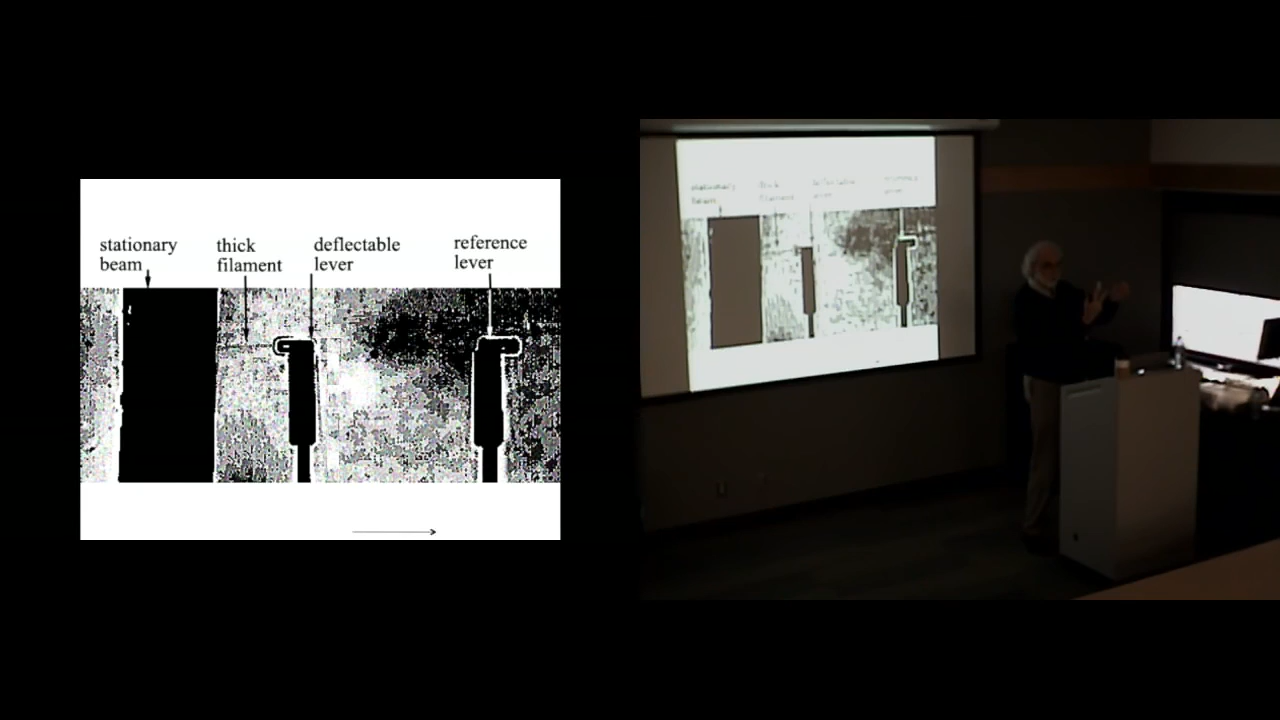 stationary
beam
thick
filament
deflectable
lever
reference
lever